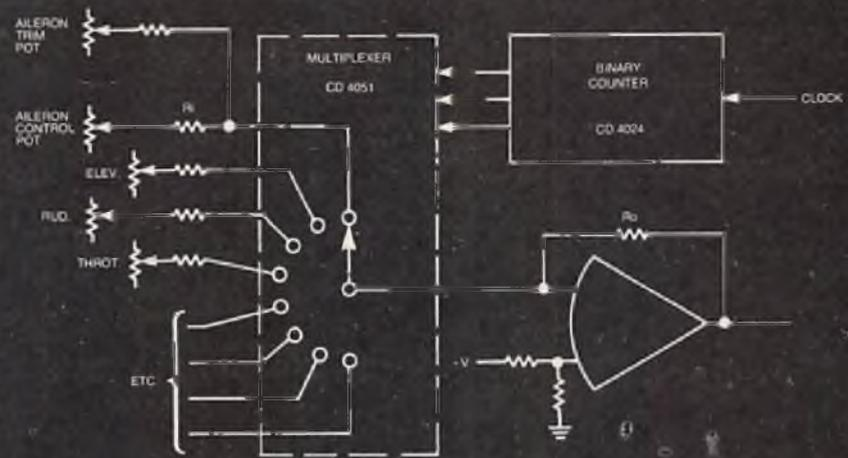 AILERON
TRIM
POT
MULTIPLEXER
CD 4051
BINARY
COUNTER
CD 4024
CLOCK
AILERON
CONTROL
POT
Ri
ELEV.
RUD.
THROT.
ETC
Ro
-V